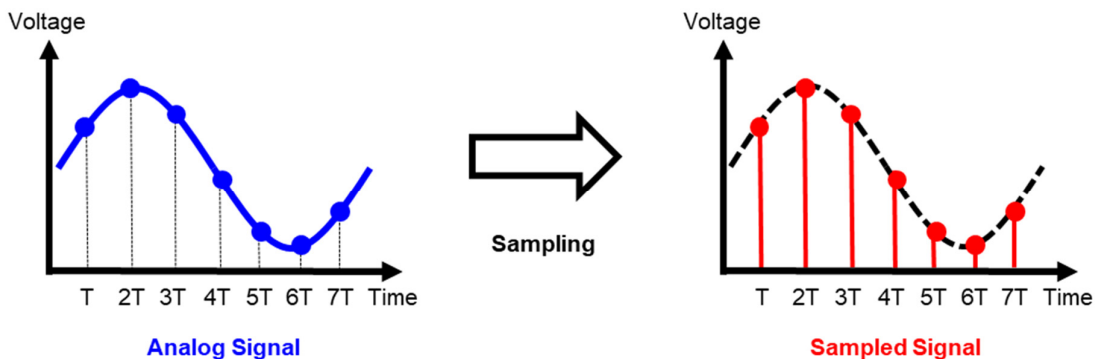 Voltage
T 2T 3T 4T 5T 6T 7T Time
Analog Signal
Sampling
Voltage
T 2T 3T 4T 5T 6T 7T Time
Sampled Signal